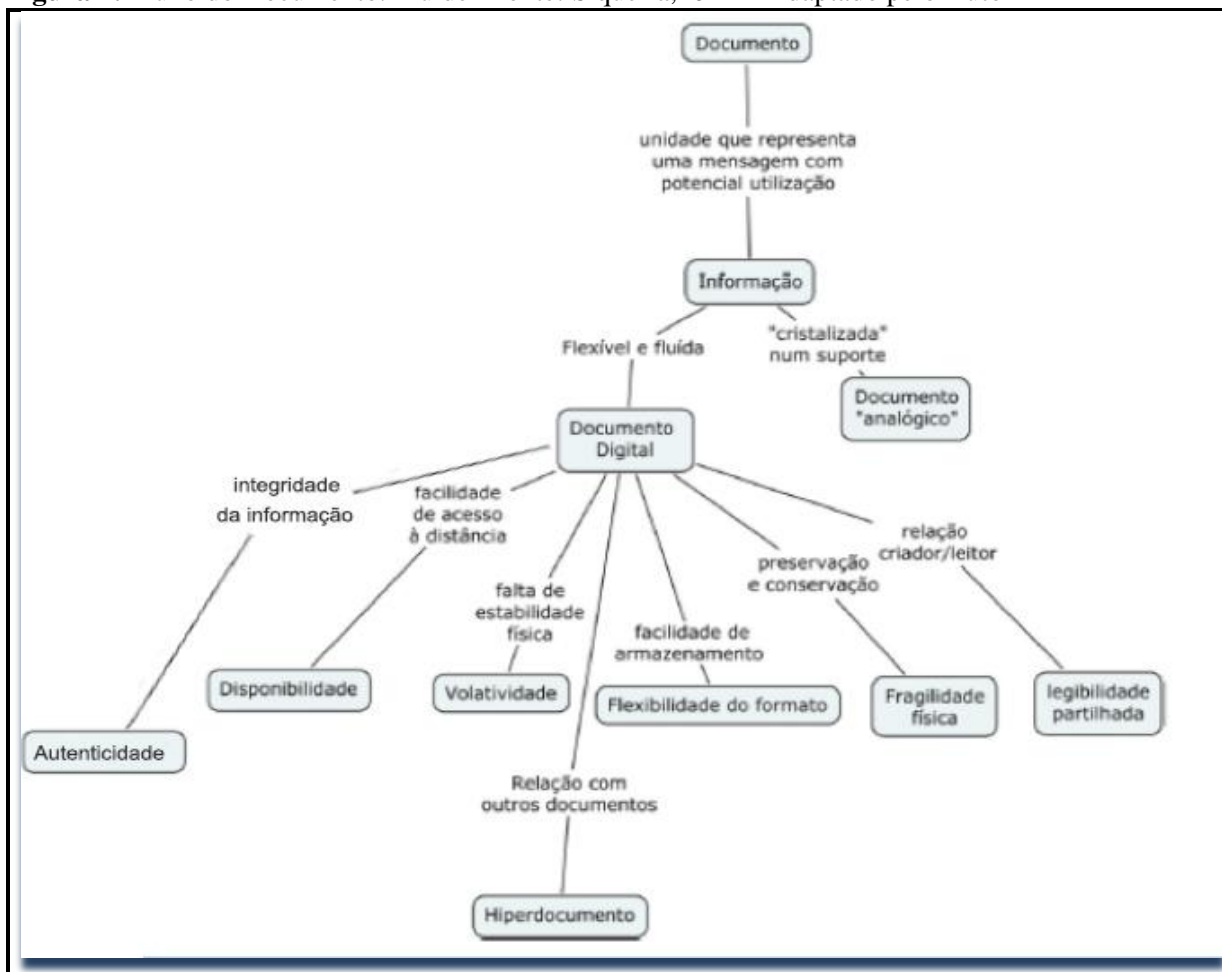 Documento
unidade que representa
uma mensagem com
potencial utilização
Informação
Flexível e fluída
"cristalizada"
num suporte
Documento
"analógico"
Documento
Digital
integridade
da informação
facilidade
de acesso
à distância
falta de
estabilidade
física
facilidade de
armazenamento
preservação
e conservação
relação
criador/leitor
Autenticidade
Disponibilidade
Volatividade
Flexibilidade do formato
Fragilidade
física
legibilidade
partilhada
Relação com
outros documentos
Hiperdocumento